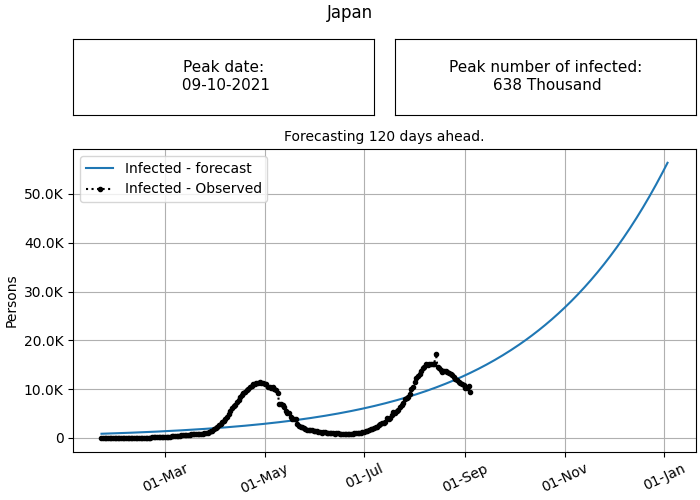 Japan
Peak date:
09-10-2021
Peak number of infected:
638 Thousand
Forecasting 120 days ahead.
Infected - forecast
Infected - Observed
Persons
50.0K
40.0K
30.0K
20.0K
10.0K
0
01-Mar
01-May
01-Jul
01-Sep
01-Nov
01-Jan